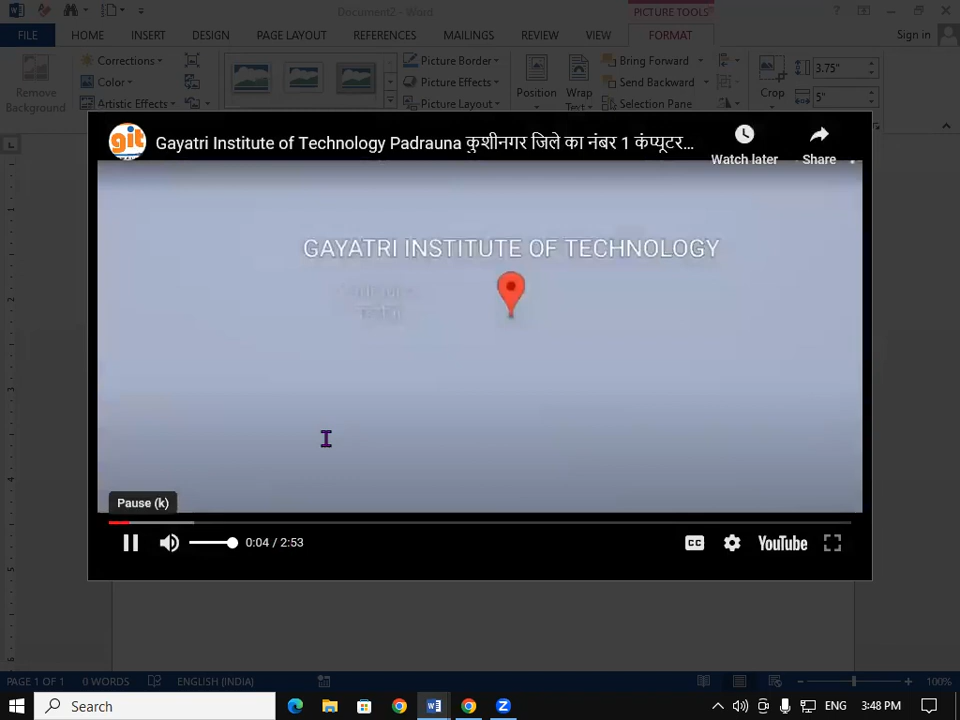 Document2 - Word
PICTURE TOOLS
FILE
HOME
INSERT
DESIGN
PAGE LAYOUT
REFERENCES
MAILINGS
REVIEW
VIEW
FORMAT
Sign in
Remove Background
Corrections
Color
Artistic Effects
Picture Border
Picture Effects
Picture Layout
Position
Wrap Text
Bring Forward
Send Backward
Selection Pane
Crop
3.75"
5"
git
Gayatri Institute of Technology Padrauna कुशीनगर जिले का नंबर 1 कंप्यूटर...
Watch later
Share
GAYATRI INSTITUTE OF TECHNOLOGY
Pause (k)
0:04 / 2:53
CC
YouTube
PAGE 1 OF 1
0 WORDS
ENGLISH (INDIA)
100%
Search
ENG
3:48 PM